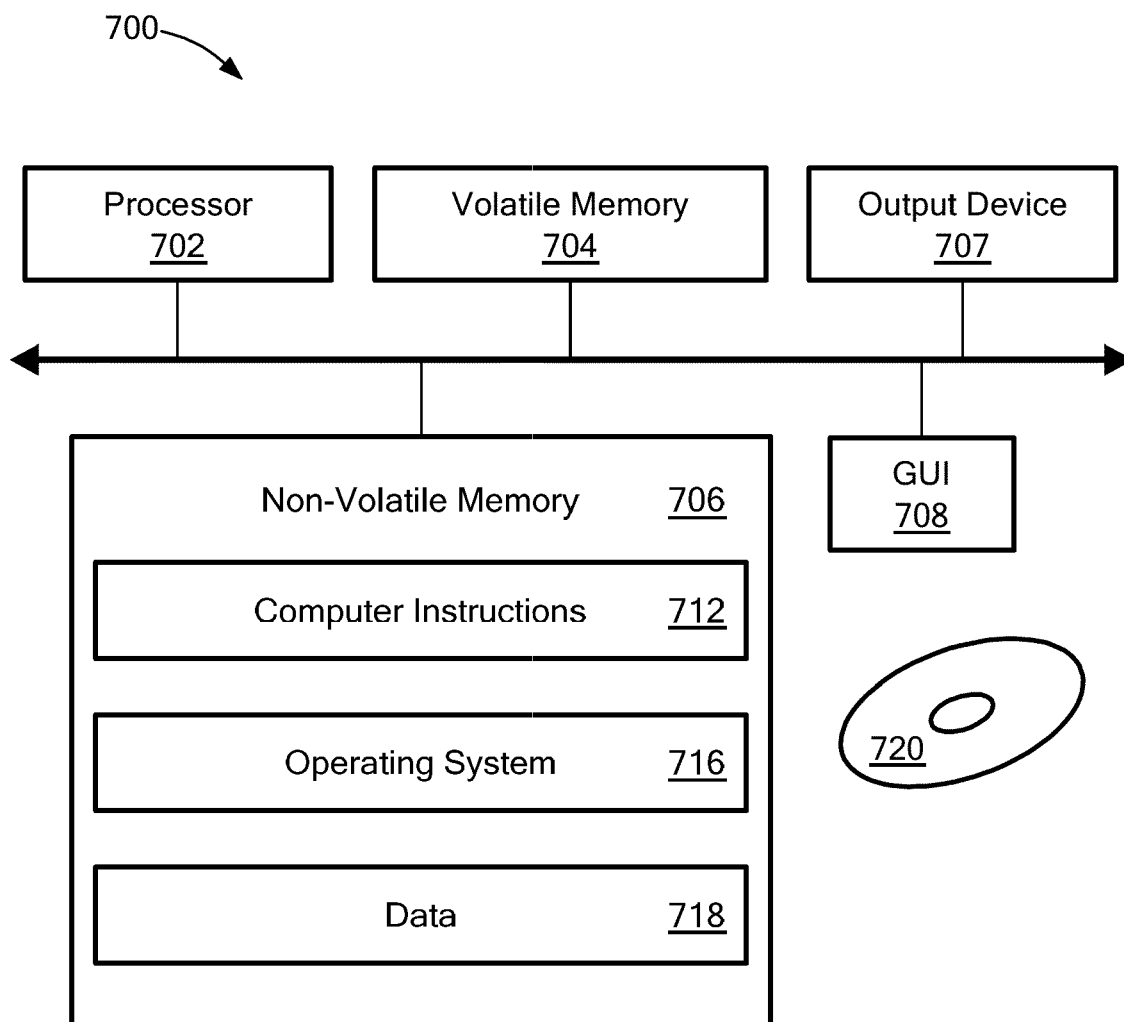 700
Processor
702
Volatile Memory
704
Output Device
707
Non-Volatile Memory 706
GUI
708
Computer Instructions 712
Operating System 716
720
Data 718